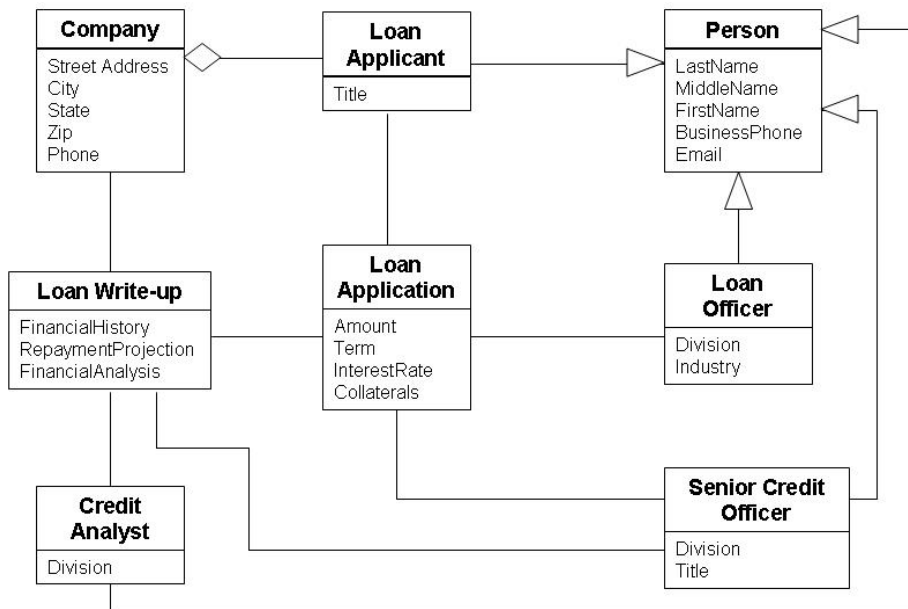 Company
Street Address
City
State
Zip
Phone
Loan
Applicant
Title
Person
LastName
MiddleName
FirstName
BusinessPhone
Email
Loan Write-up
FinancialHistory
RepaymentProjection
FinancialAnalysis
Loan
Application
Amount
Term
InterestRate
Collaterals
Loan
Officer
Division
Industry
Credit
Analyst
Division
Senior Credit
Officer
Division
Title